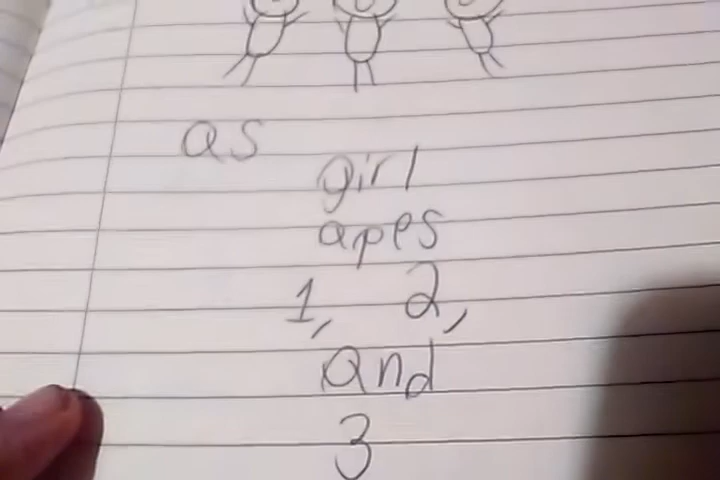 as
girl
apes
1, 2,
and
3